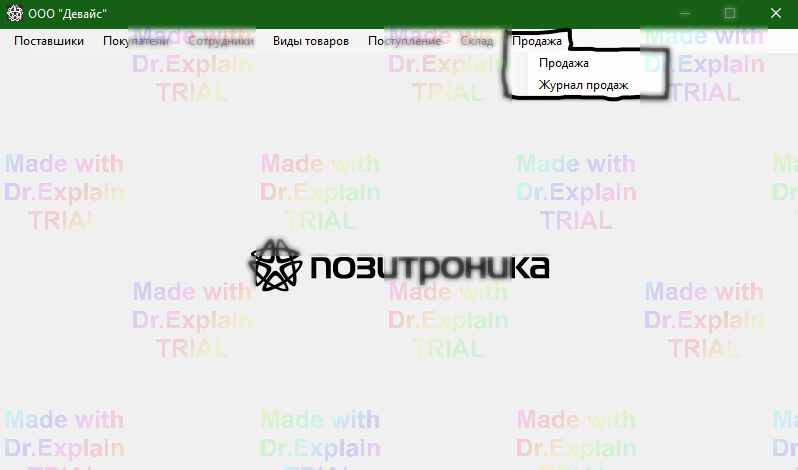 ООО "Девайс"
Поставщики Покупатели Сотрудники Виды товаров Поступление Склад Продажа
Made with Made with Made with
Dr.Explain Dr.Explain Dr.Explain
TRIAL TRIAL TRIAL
Продажа
Журнал продаж
Made with Made with Made with
Dr.Explain Dr.Explain Dr.Explain
TRIAL TRIAL TRIAL
позитроника
Made with Made with Made with
Dr.Explain Dr.Explain Dr.Explain
TRIAL TRIAL TRIAL
Made with Made with Made with
Dr.Explain Dr.Explain Dr.Explain
TRIAL TRIAL TRIAL